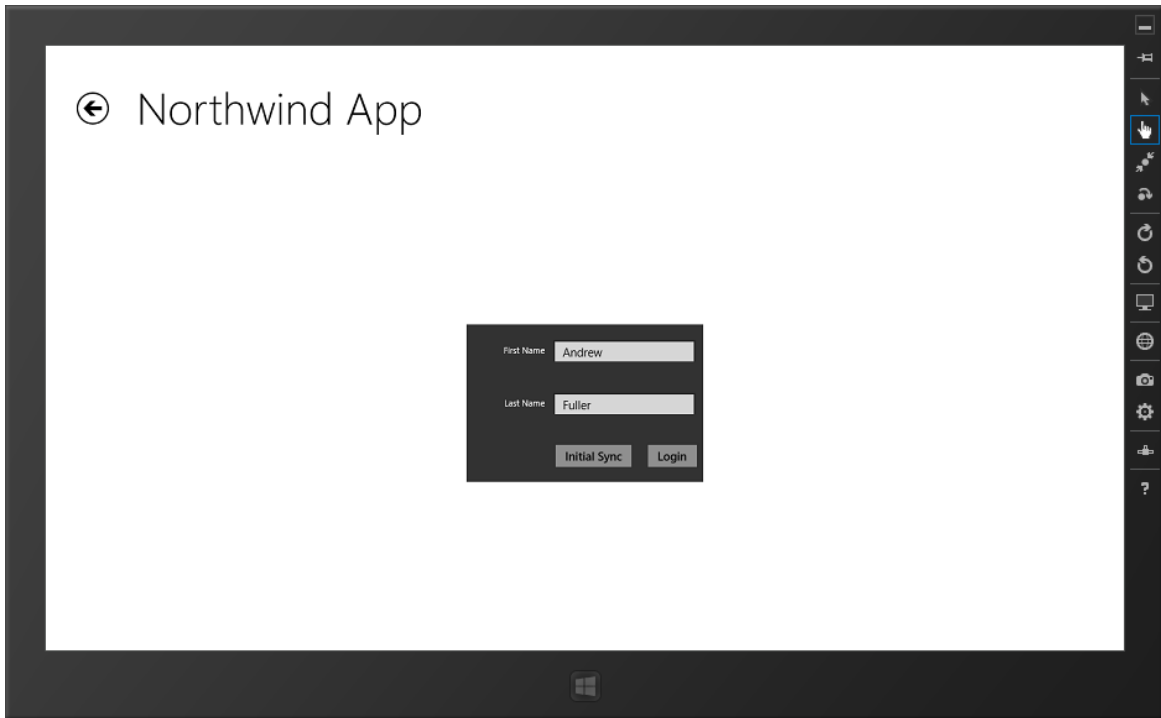 Northwind App
First Name Andrew
Last Name Fuller
Initial Sync Login
?